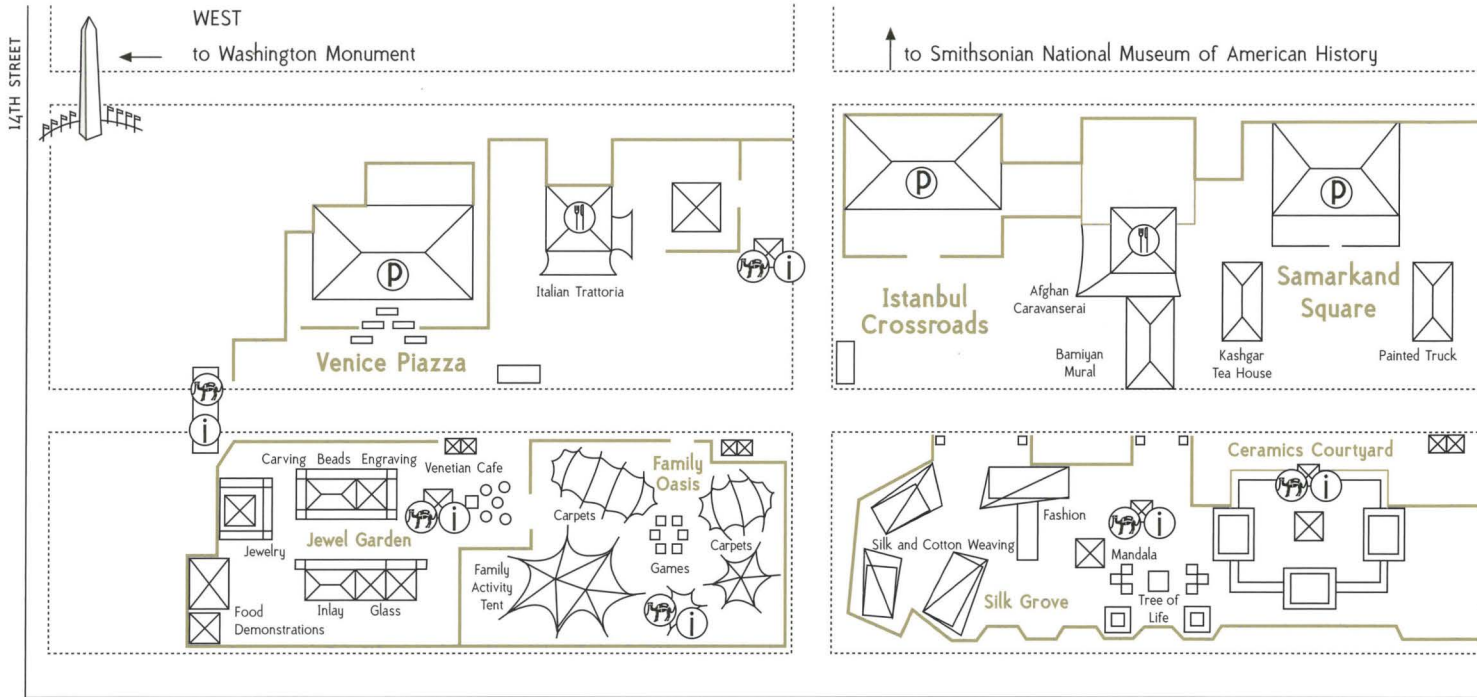 14TH STREET
WEST
to Washington Monument
to Smithsonian National Museum of American History
P
Italian Trattoria
i
Venice Piazza
i
P
Istanbul
Crossroads
Afghan
Caravanserai
Bamiyan
Mural
P
Samarkand
Square
Kashgar
Tea House
Painted Truck
Carving Beads Engraving
Venetian Cafe
i
Jewelry
Jewel Garden
Inlay
Glass
Food
Demonstrations
Family
Oasis
Carpets
Carpets
Games
Family
Activity
Tent
i
Silk and Cotton Weaving
Fashion
i
Mandala
Silk Grove
Tree of
Life
Ceramics Courtyard
i